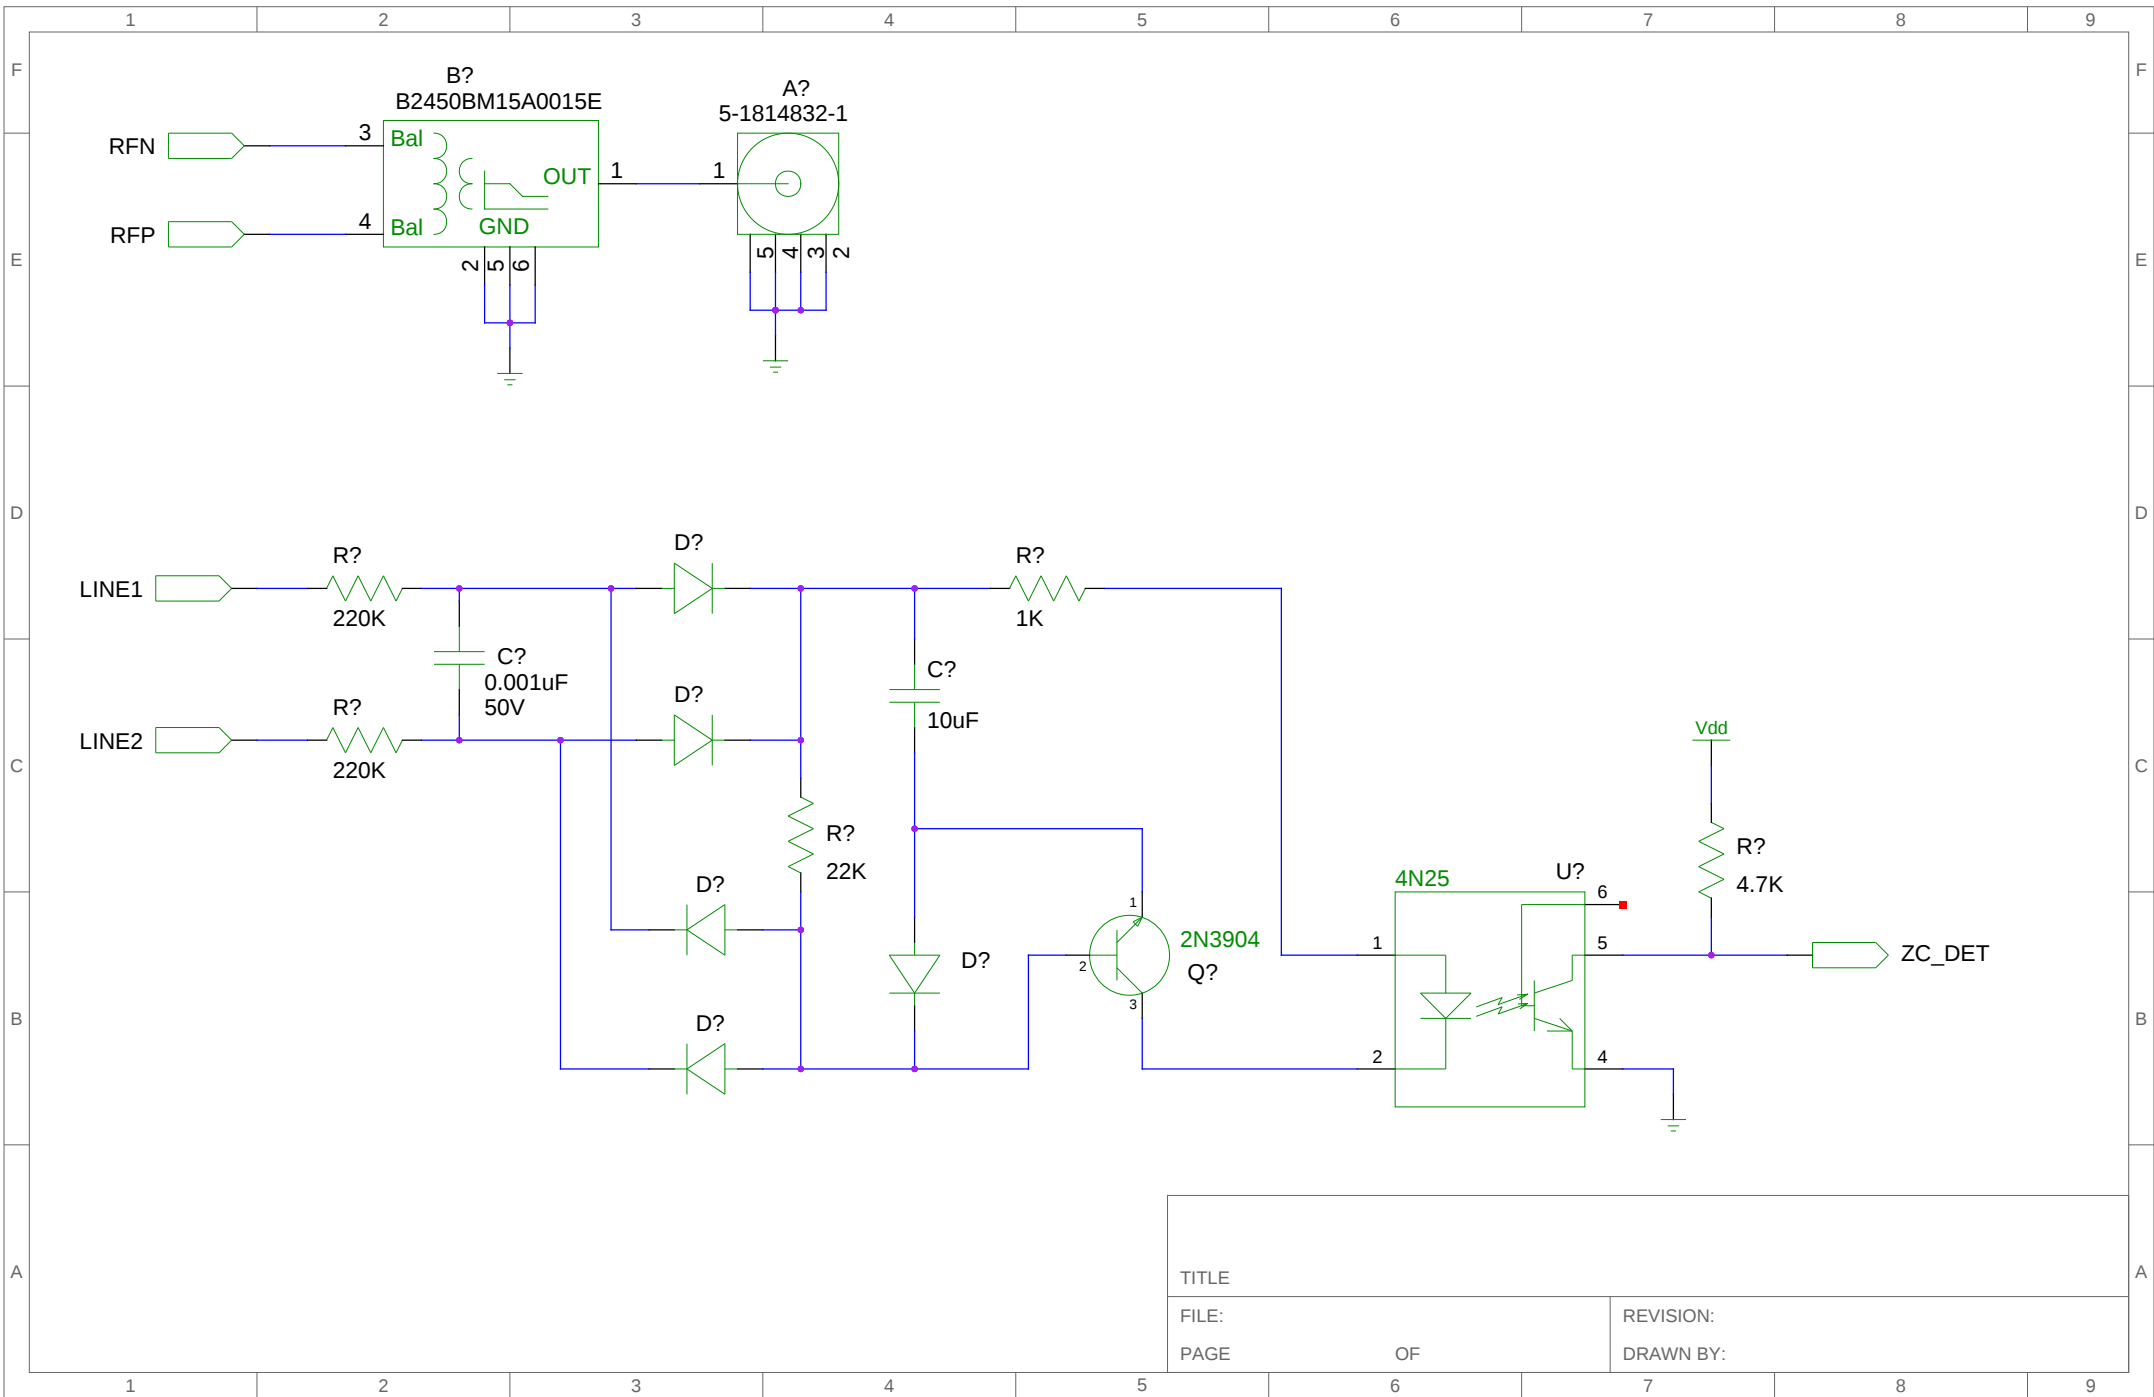 1 2 3 4 5 6 7 8 9
F F
B?
B2450BM15A0015E
A?
5-1814832-1
RFN 3 Bal
OUT 1 1
RFP 4 Bal
GND
2 5 6
5 4 3 2
E E
D D
LINE1
R?
220K
D?
R?
1K
C?
0.001uF
50V
C?
10uF
LINE2
R?
220K
D?
Vdd
C C
R?
22K
R?
4.7K
D?
1
2
3
2N3904
Q?
D?
D?
4N25
U?
6
1
5
ZC_DET
2
4
B B
A A
TITLE
FILE:
REVISION:
PAGE OF
DRAWN BY:
1 2 3 4 5 6 7 8 9